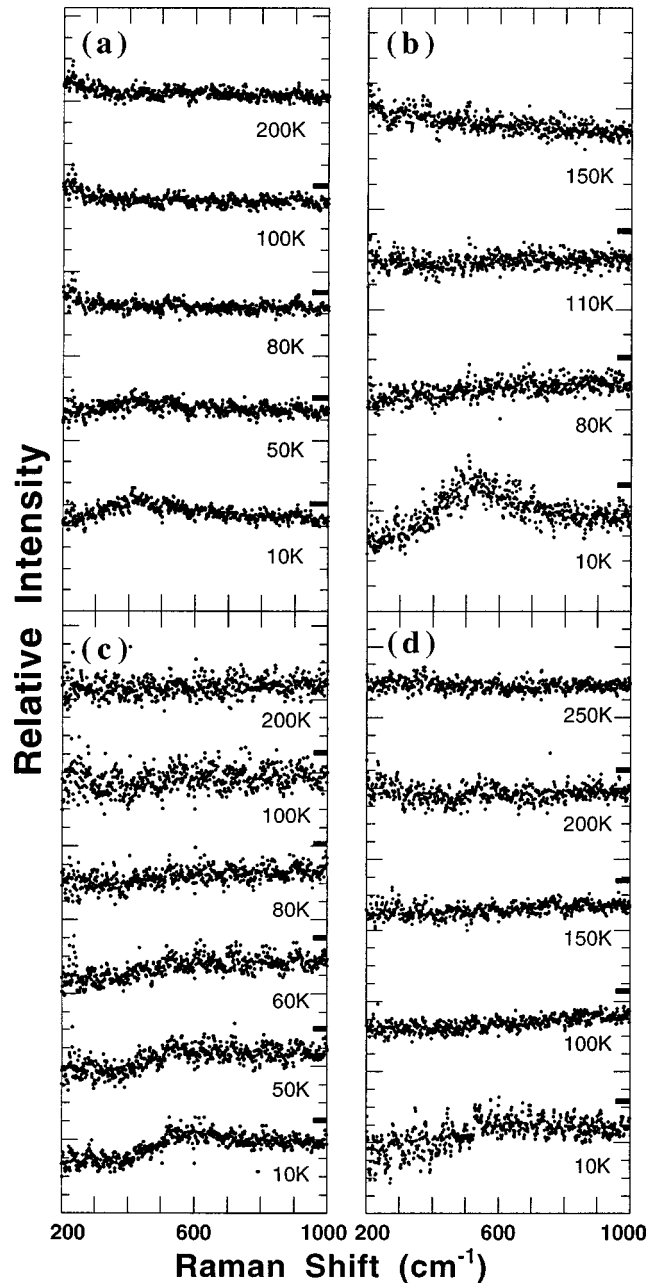 (a)
200K
100K
80K
50K
10K
(b)
150K
110K
80K
10K
(c)
200K
100K
80K
60K
50K
10K
(d)
250K
200K
150K
100K
10K
Relative Intensity
200 600 1000 200 600 1000
Raman Shift (cm⁻¹)